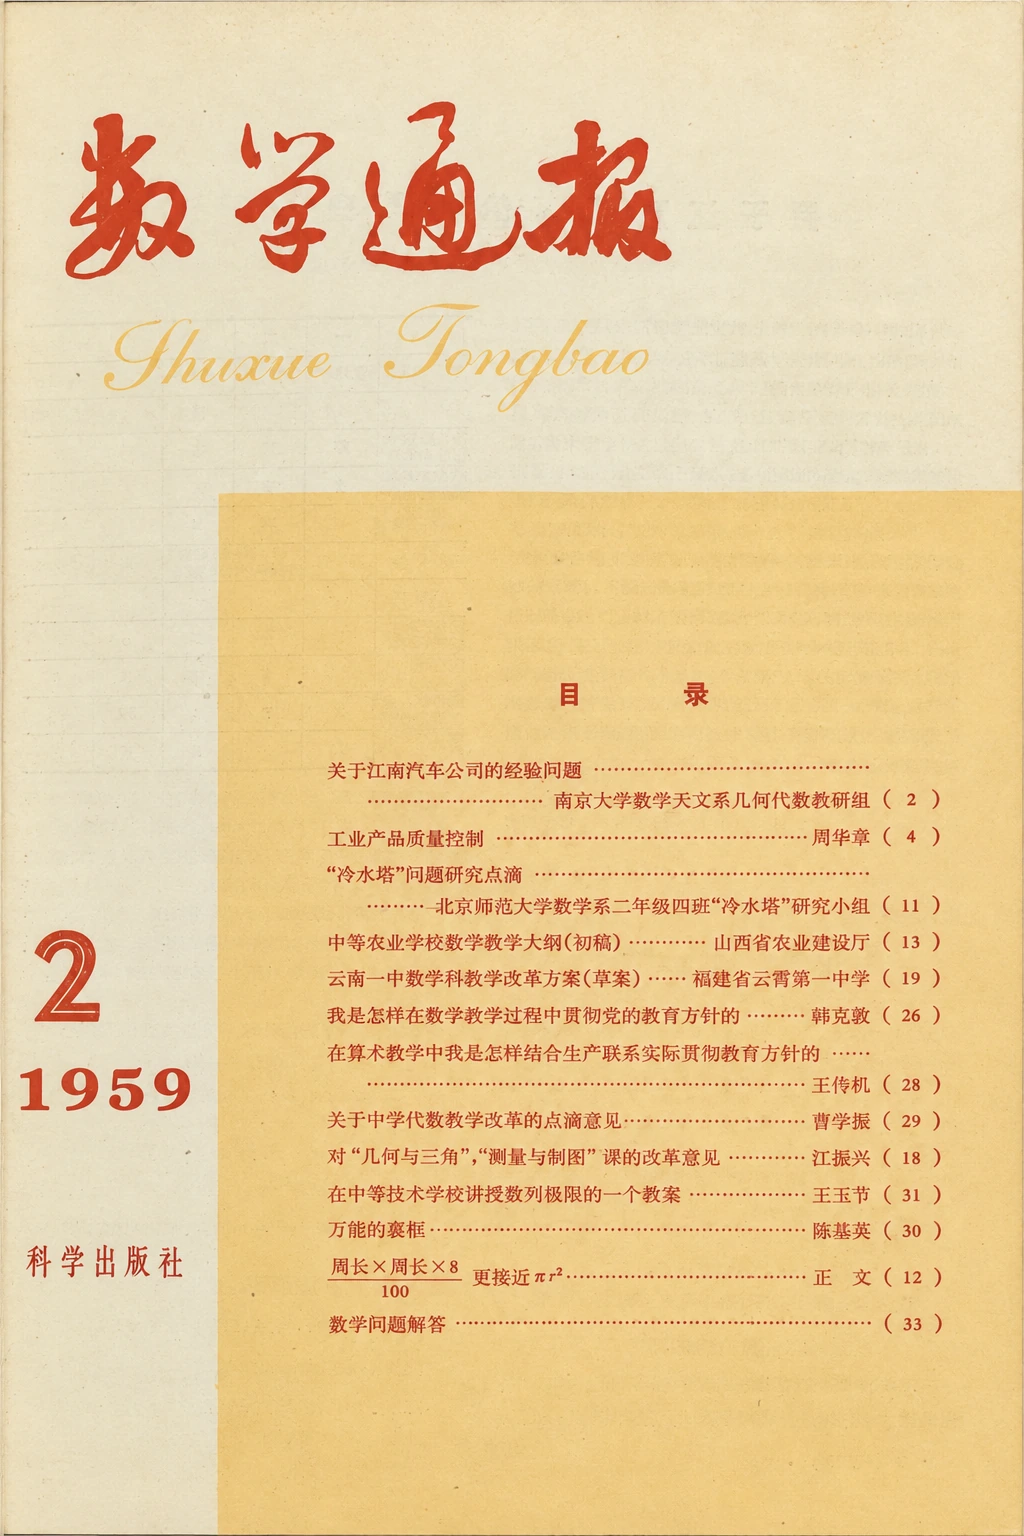 数学通报
Shuxue Tongbao
目 录
关于江南汽车公司的经验问题 ……………………………………
……………………… 南京大学数学天文系几何代数教研组 ( 2 )
工业产品质量控制 ………………………………………… 周华章 ( 4 )
“冷水塔”问题研究点滴 ……………………………………………
………—北京师范大学数学系二年级四班“冷水塔”研究小组 ( 11 )
中等农业学校数学教学大纲(初稿) ………… 山西省农业建设厅 ( 13 )
云南一中数学科教学改革方案(草案) …… 福建省云霄第一中学 ( 19 )
我是怎样在数学教学过程中贯彻党的教育方针的 ……… 韩克敦 ( 26 )
在算术教学中我是怎样结合生产联系实际贯彻教育方针的 ……
………………………………………………………… 王传机 ( 28 )
关于中学代数教学改革的点滴意见……………………… 曹学振 ( 29 )
对“几何与三角”,“测量与制图” 课的改革意见 ………… 江振兴 ( 18 )
在中等技术学校讲授数列极限的一个教案 ……………… 王玉节 ( 31 )
万能的襄框………………………………………………… 陈基英 ( 30 )
周长×周长×8
100
更接近πr²……………………………… 正 文 ( 12 )
数学问题解答 ……………………………………………………… ( 33 )
2
1959
科学出版社